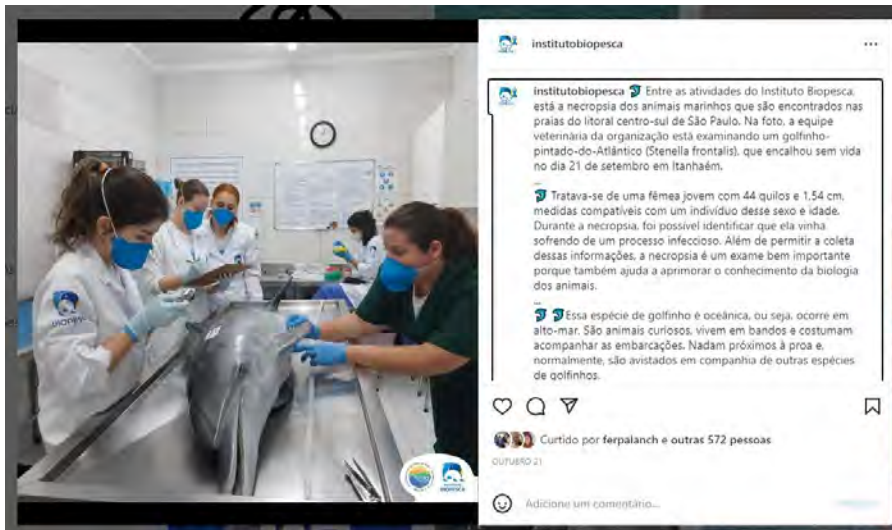 institutobiopesca
institutobiopesca Entre as atividades do Instituto Biopesca,
está a necropsia dos animais marinhos que são encontrados nas
praias do litoral centro-sul de São Paulo. Na foto, a equipe
veterinária da organização está examinando um golfinho-
pintado-do-Atlântico (Stenella frontalis), que encalhou sem vida
no dia 21 de setembro em Itanhaém.
...
Tratava-se de uma fêmea jovem com 44 quilos e 1,54 cm,
medidas compatíveis com um indivíduo desse sexo e idade.
Durante a necropsia, foi possível identificar que ela vinha
sofrendo de um processo infeccioso. Além de permitir a coleta
dessas informações, a necropsia é um exame bem importante
porque também ajuda a aprimorar o conhecimento da biologia
dos animais.
...
Essa espécie de golfinho é oceânica, ou seja, ocorre em
alto-mar. São animais curiosos, vivem em bandos e costumam
acompanhar as embarcações. Nadam próximos à proa e,
normalmente, são avistados em companhia de outras espécies
de golfinhos.
Curtido por ferpalanch e outras 572 pessoas
OUTUBRO 21
Adicione um comentário...
BIOPESCA
BIOPESCA